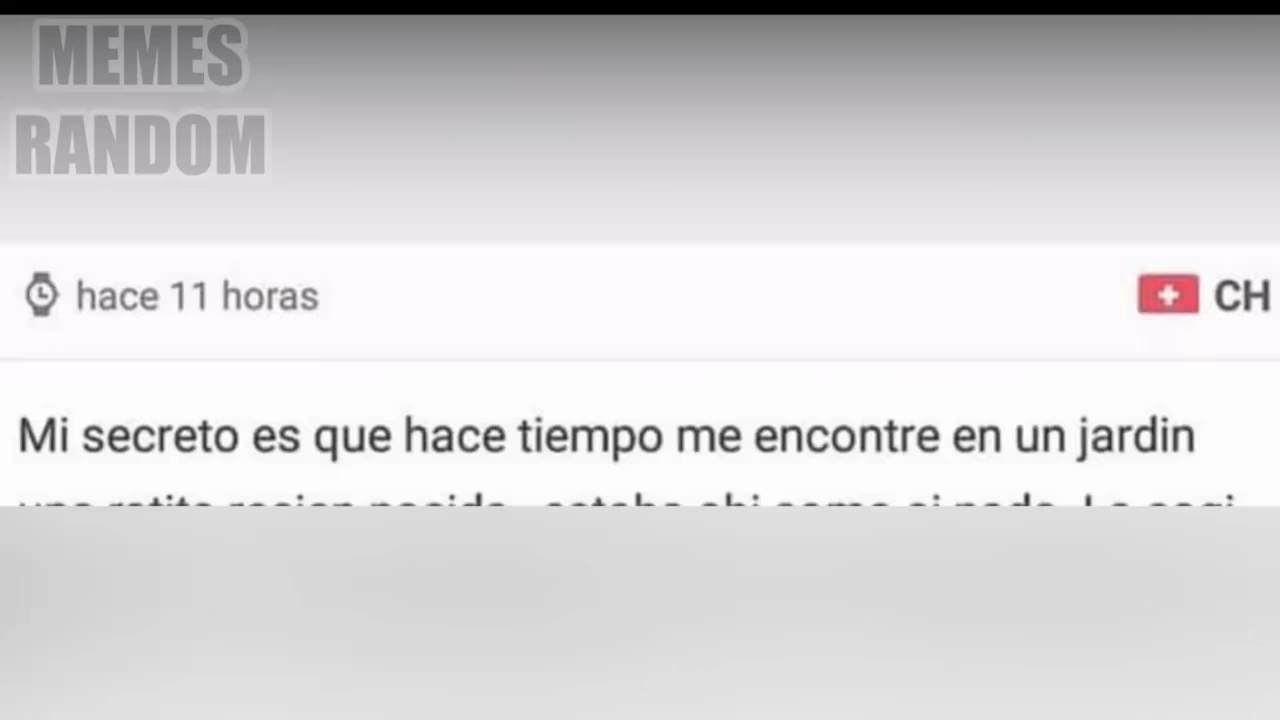 MEMES
RANDOM
hace 11 horas
CH
Mi secreto es que hace tiempo me encontre en un jardin